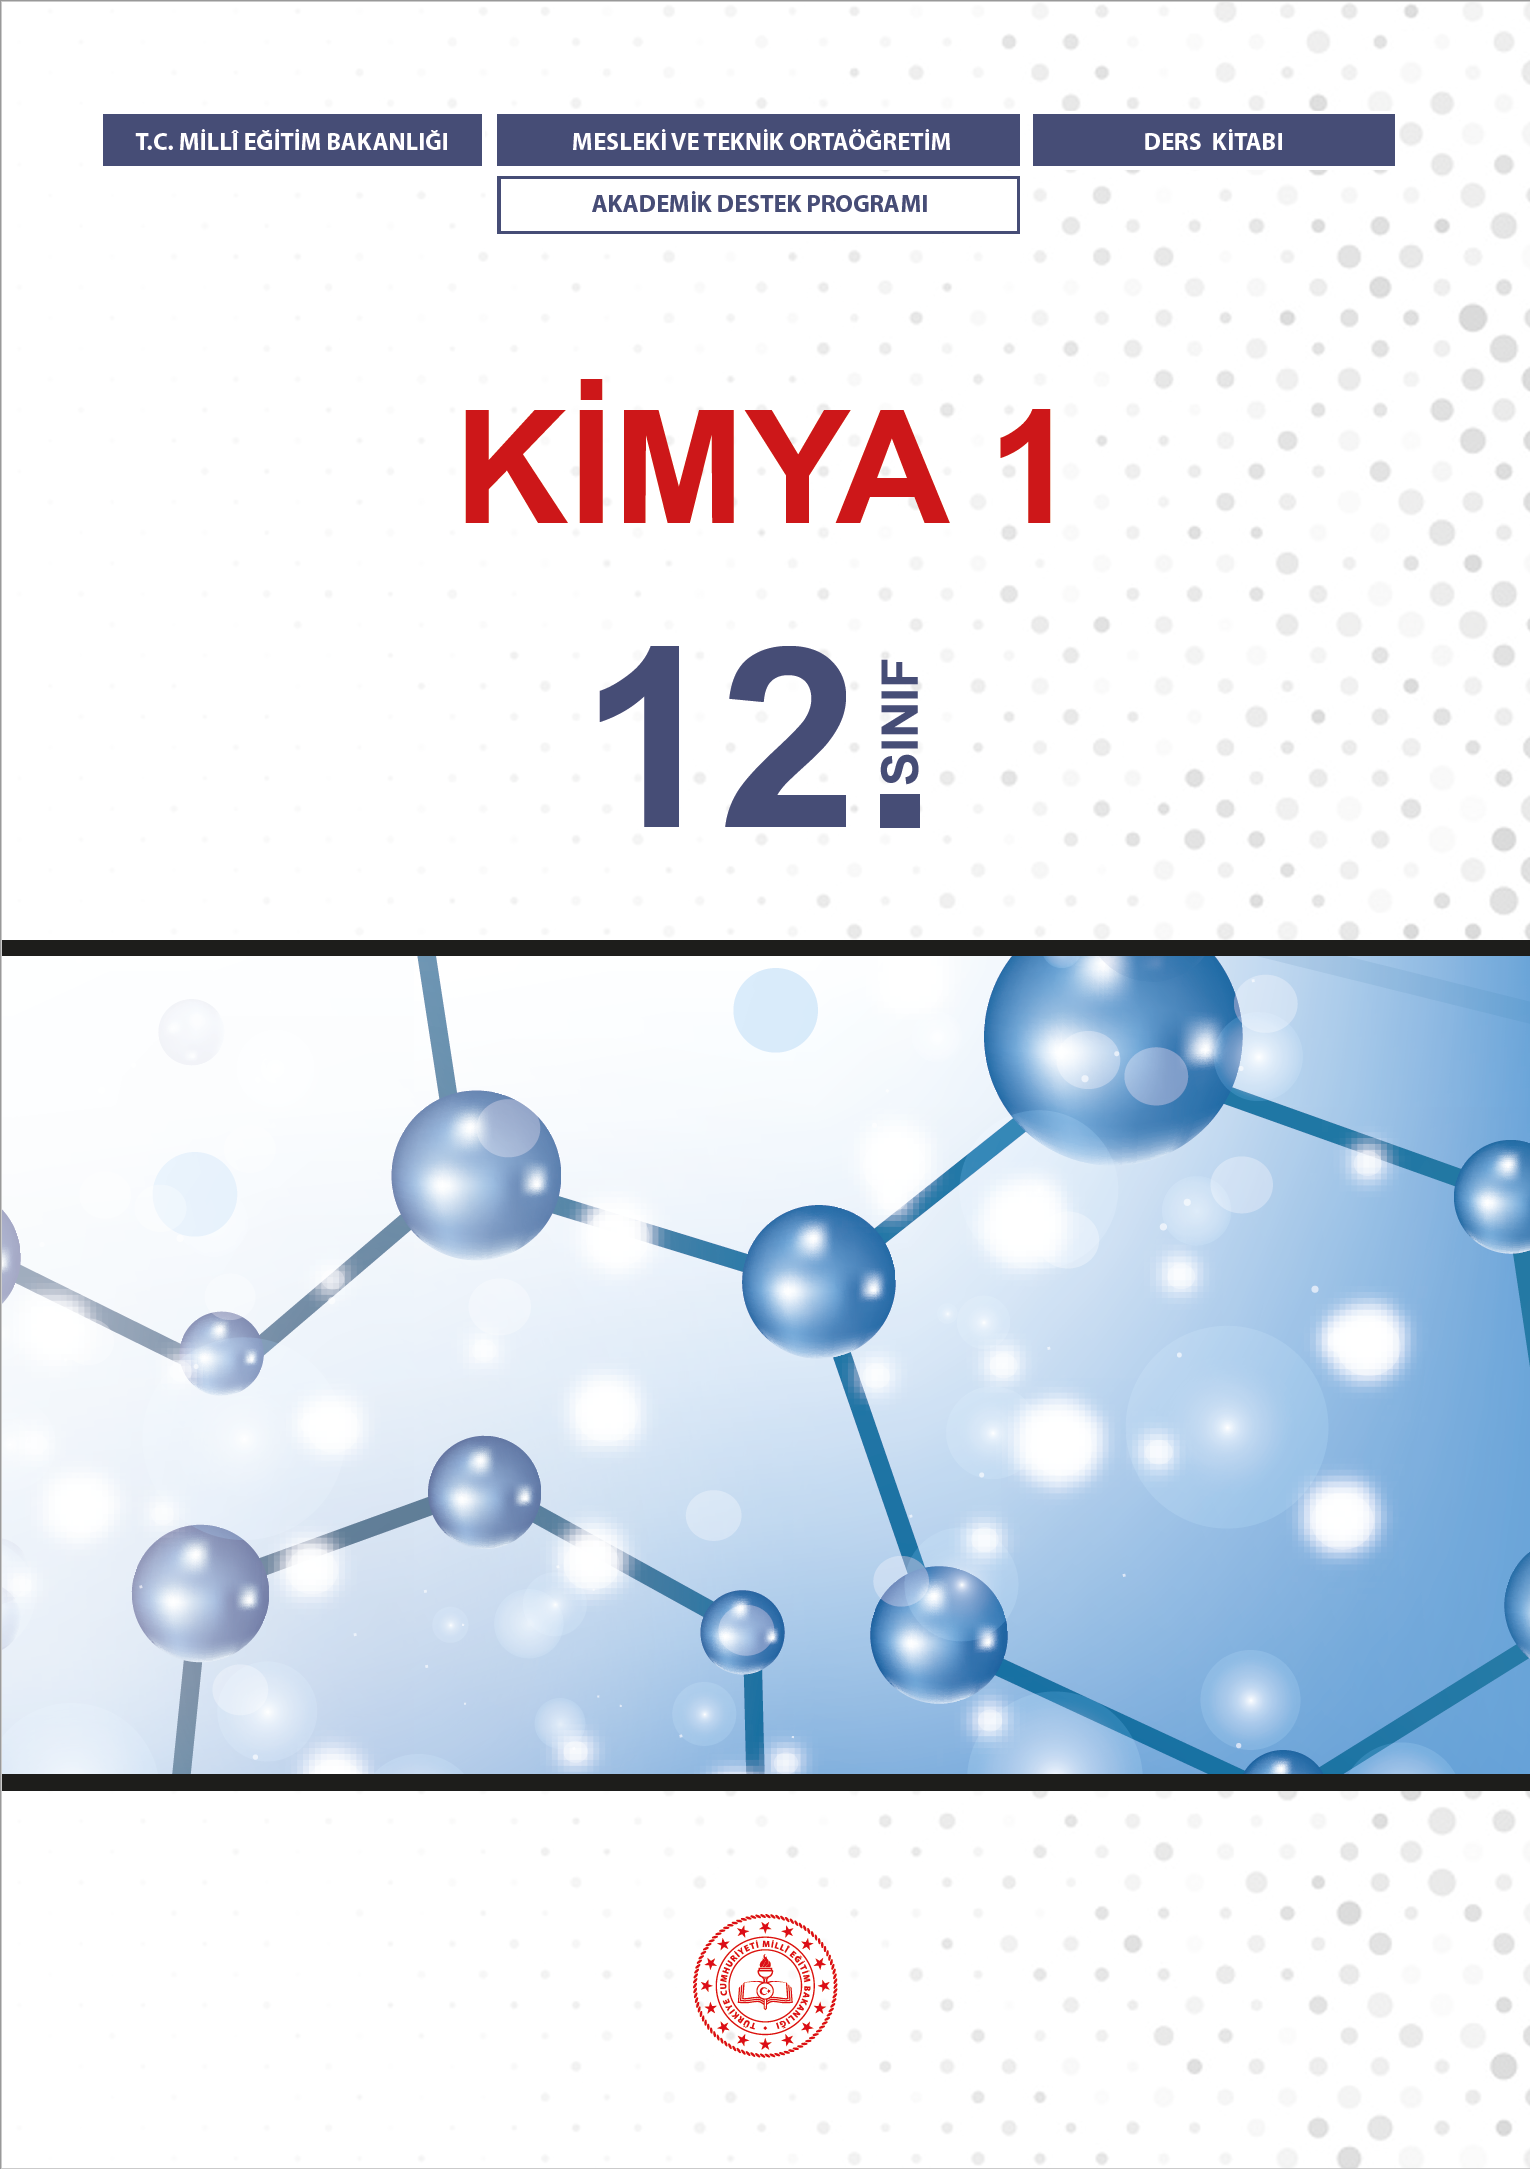 T.C. MİLLÎ EĞİTİM BAKANLIĞI
MESLEKİ VE TEKNİK ORTAÖĞRETİM
DERS KİTABI
AKADEMİK DESTEK PROGRAMI
KİMYA 1
12.SINIF
TÜRKİYE CUMHURİYETİ MİLLÎ EĞİTİM BAKANLIĞI